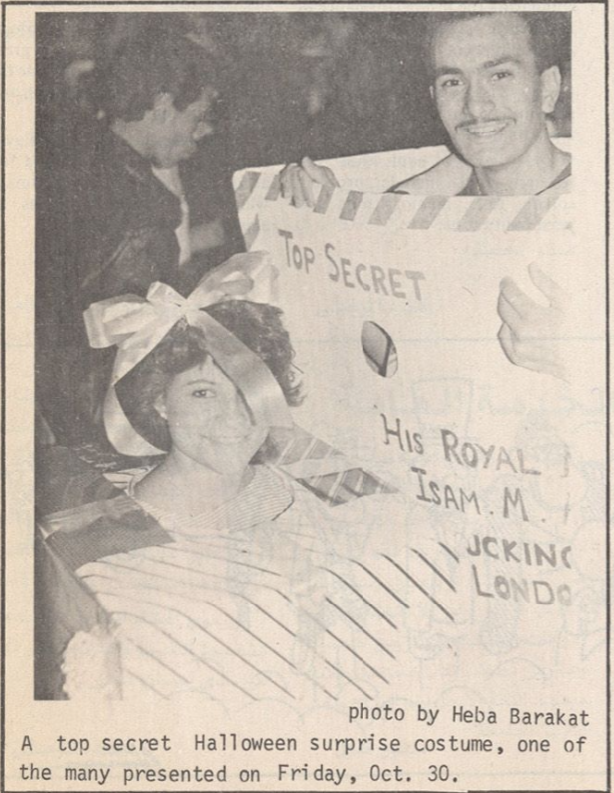 TOP SECRET
HIS ROYAL
ISAM. M.
UCKING
LONDO
photo by Heba Barakat
A top secret Halloween surprise costume, one of
the many presented on Friday, Oct. 30.